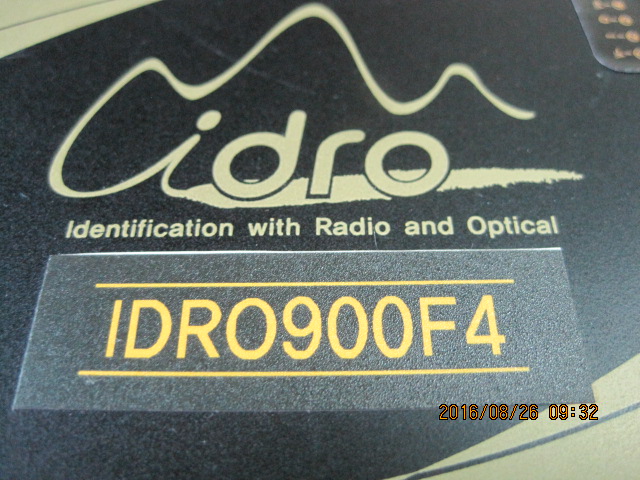 idro
Identification with Radio and Optical
IDRO900F4
2016/08/26 09:32